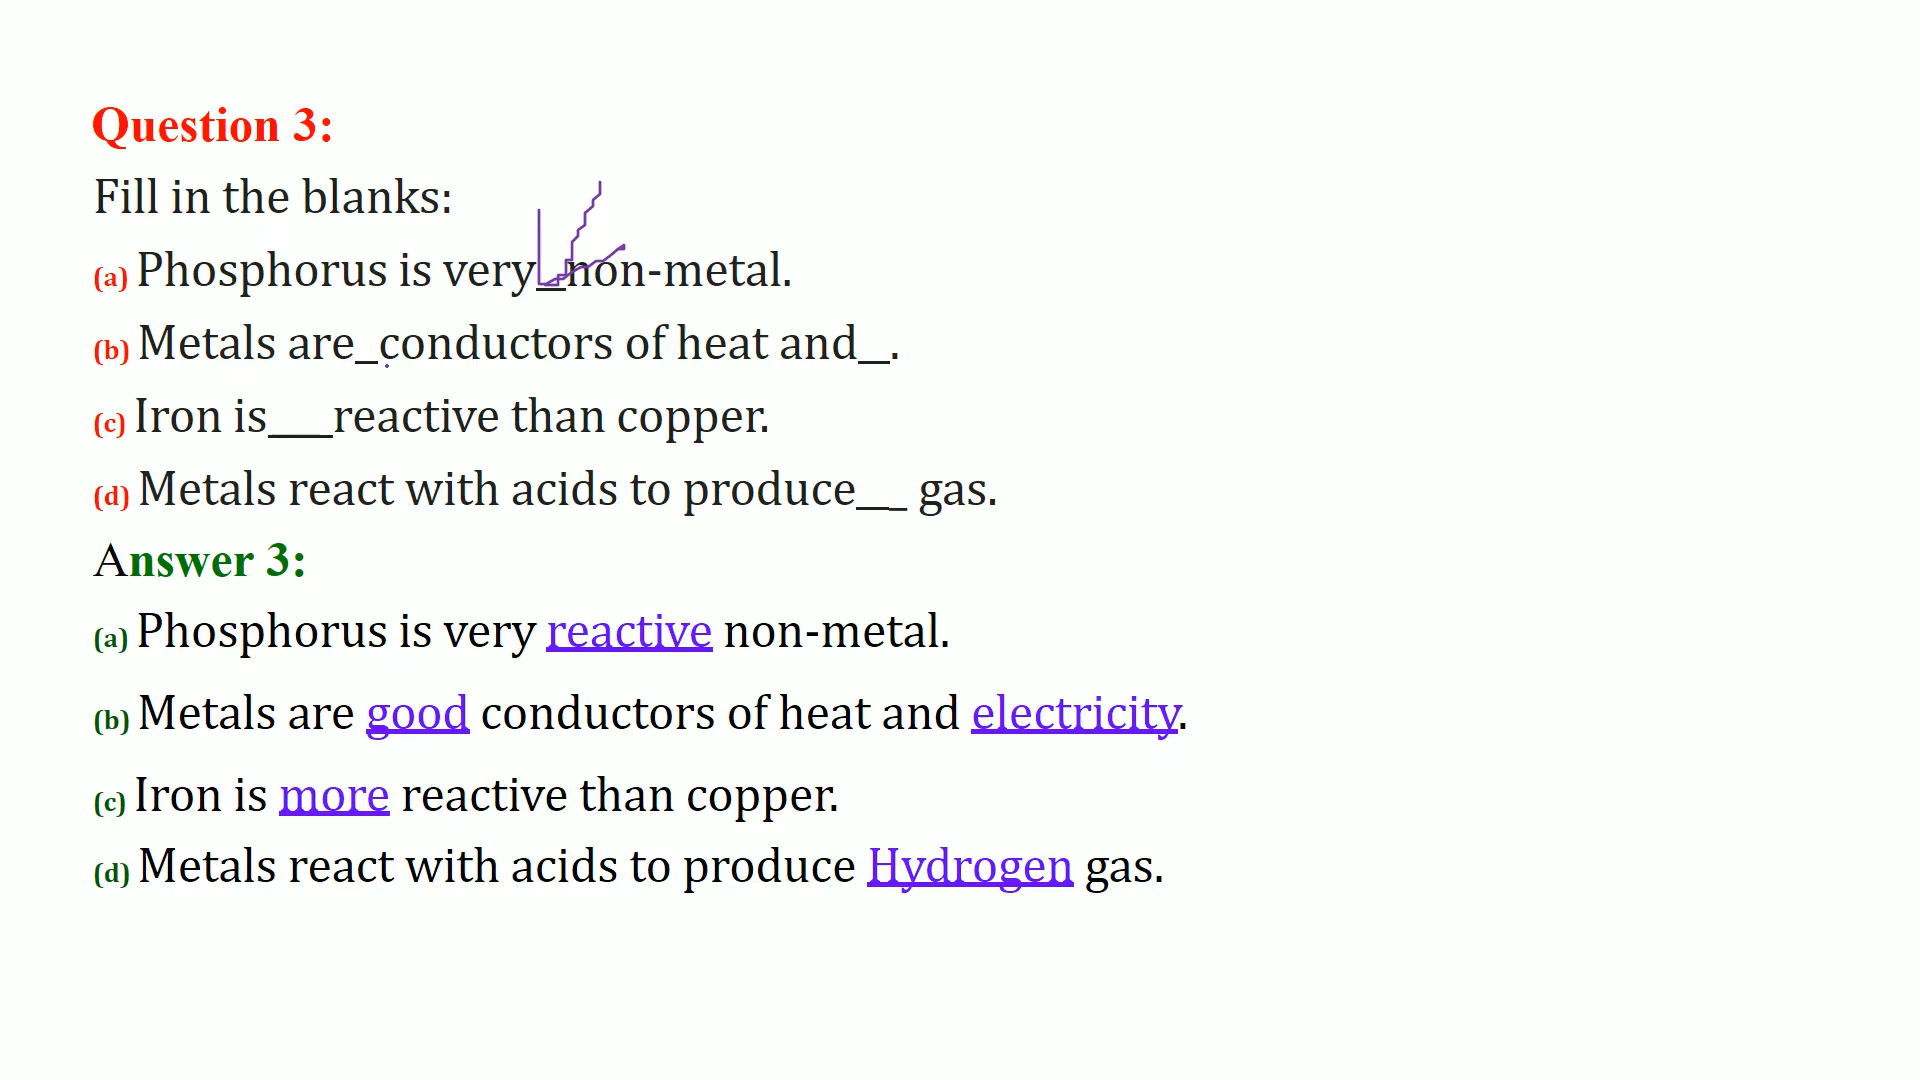 Question 3:
Fill in the blanks:
(a) Phosphorus is very_non-metal.
(b) Metals are_conductors of heat and__.
(c) Iron is___reactive than copper.
(d) Metals react with acids to produce___ gas.
Answer 3:
(a) Phosphorus is very reactive non-metal.
(b) Metals are good conductors of heat and electricity.
(c) Iron is more reactive than copper.
(d) Metals react with acids to produce Hydrogen gas.